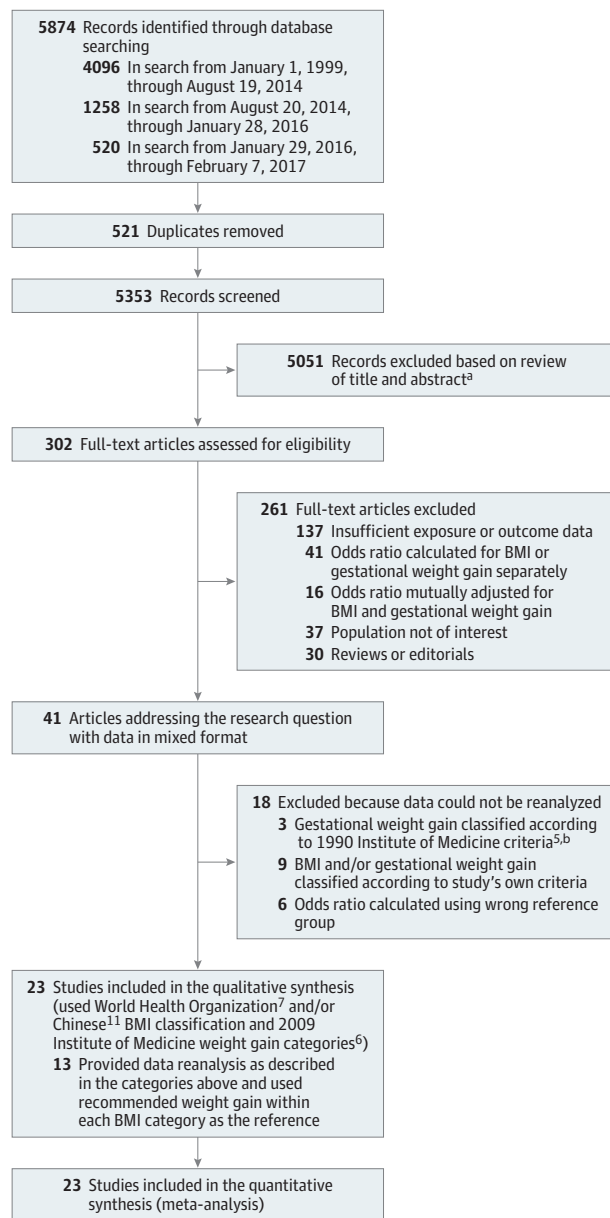 5874 Records identified through database
searching
4096 In search from January 1, 1999,
through August 19, 2014
1258 In search from August 20, 2014,
through January 28, 2016
520 In search from January 29, 2016,
through February 7, 2017
521 Duplicates removed
5353 Records screened
5051 Records excluded based on review
of title and abstractᵃ
302 Full-text articles assessed for eligibility
261 Full-text articles excluded
137 Insufficient exposure or outcome data
41 Odds ratio calculated for BMI or
gestational weight gain separately
16 Odds ratio mutually adjusted for
BMI and gestational weight gain
37 Population not of interest
30 Reviews or editorials
41 Articles addressing the research question
with data in mixed format
18 Excluded because data could not be reanalyzed
3 Gestational weight gain classified according
to 1990 Institute of Medicine criteria⁵,ᵇ
9 BMI and/or gestational weight gain
classified according to study's own criteria
6 Odds ratio calculated using wrong reference
group
23 Studies included in the qualitative synthesis
(used World Health Organization⁷ and/or
Chinese¹¹ BMI classification and 2009
Institute of Medicine weight gain categories⁶)
13 Provided data reanalysis as described
in the categories above and used
recommended weight gain within
each BMI category as the reference
23 Studies included in the quantitative
synthesis (meta-analysis)